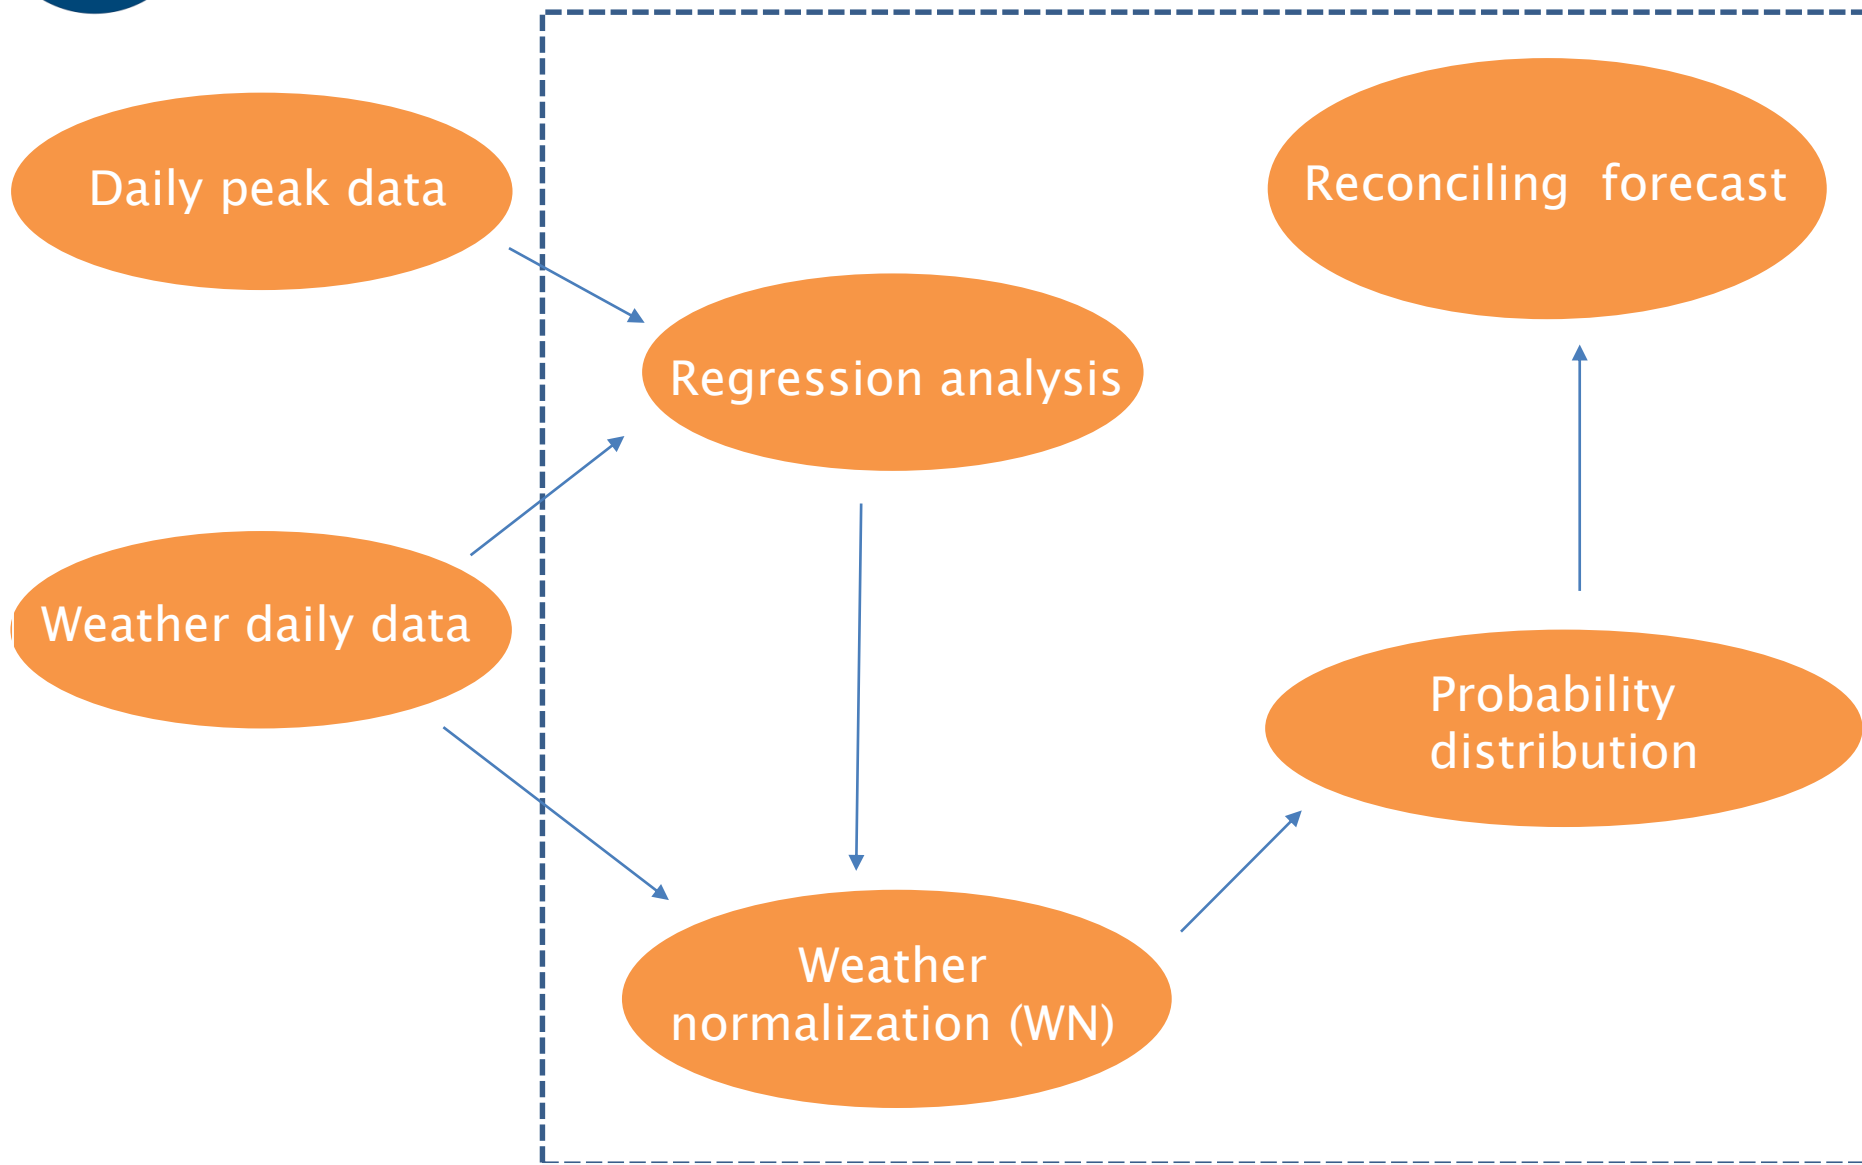 Daily peak data
Reconciling forecast
Regression analysis
Weather daily data
Probability
distribution
Weather
normalization (WN)